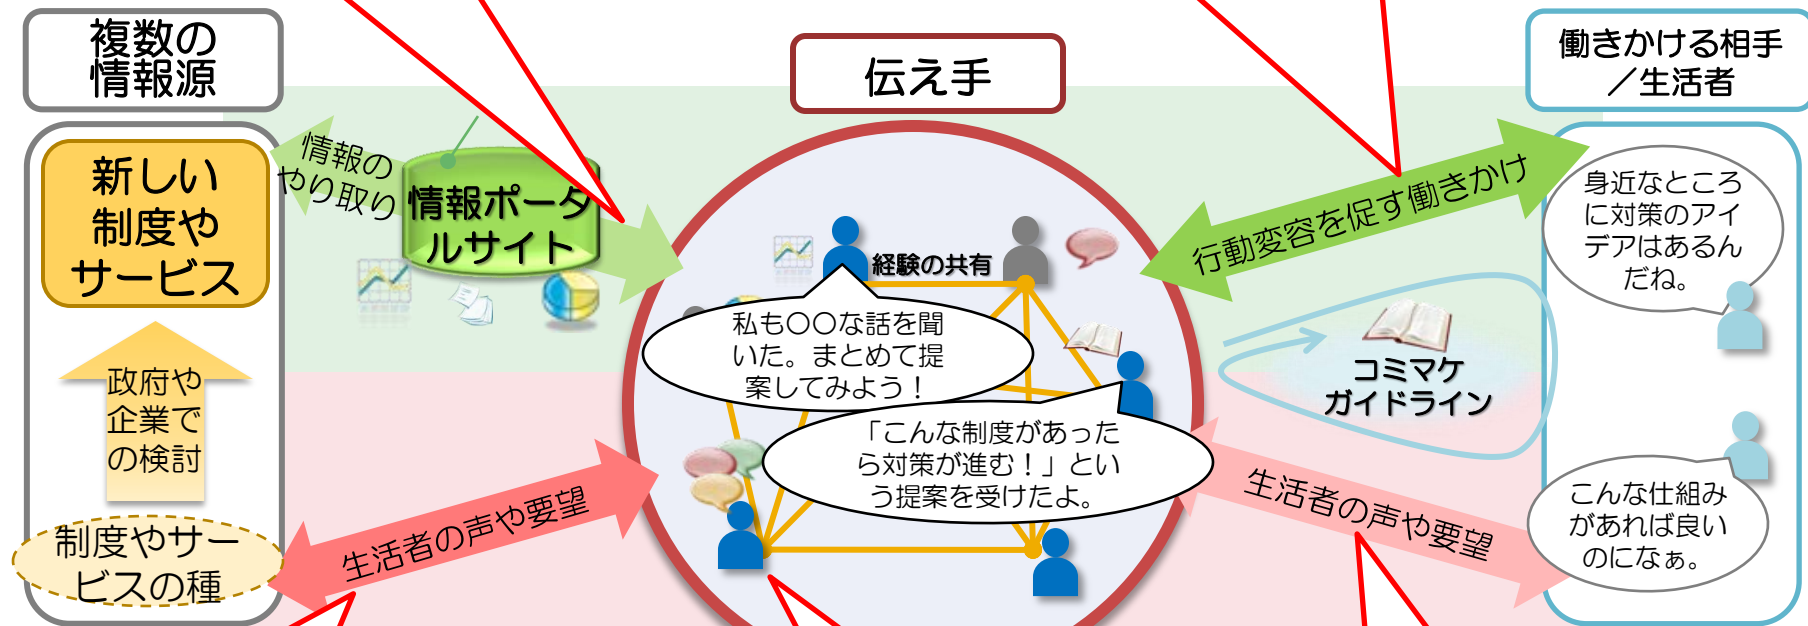 複数の
情報源
伝え手
働きかける相手
／生活者
新しい
制度や
サービス
政府や
企業で
の検討
制度やサー
ビスの種
情報の
やり取り
情報ポータ
ルサイト
経験の共有
私も〇〇な話を聞
いた。まとめて提
案してみよう！
「こんな制度があった
ら対策が進む！」とい
う提案を受けたよ。
行動変容を促す働きかけ
コミマケ
ガイドライン
生活者の声や要望
生活者の声や要望
身近なところ
に対策のアイ
デアはあるん
だね。
こんな仕組み
があれば良い
のになぁ。